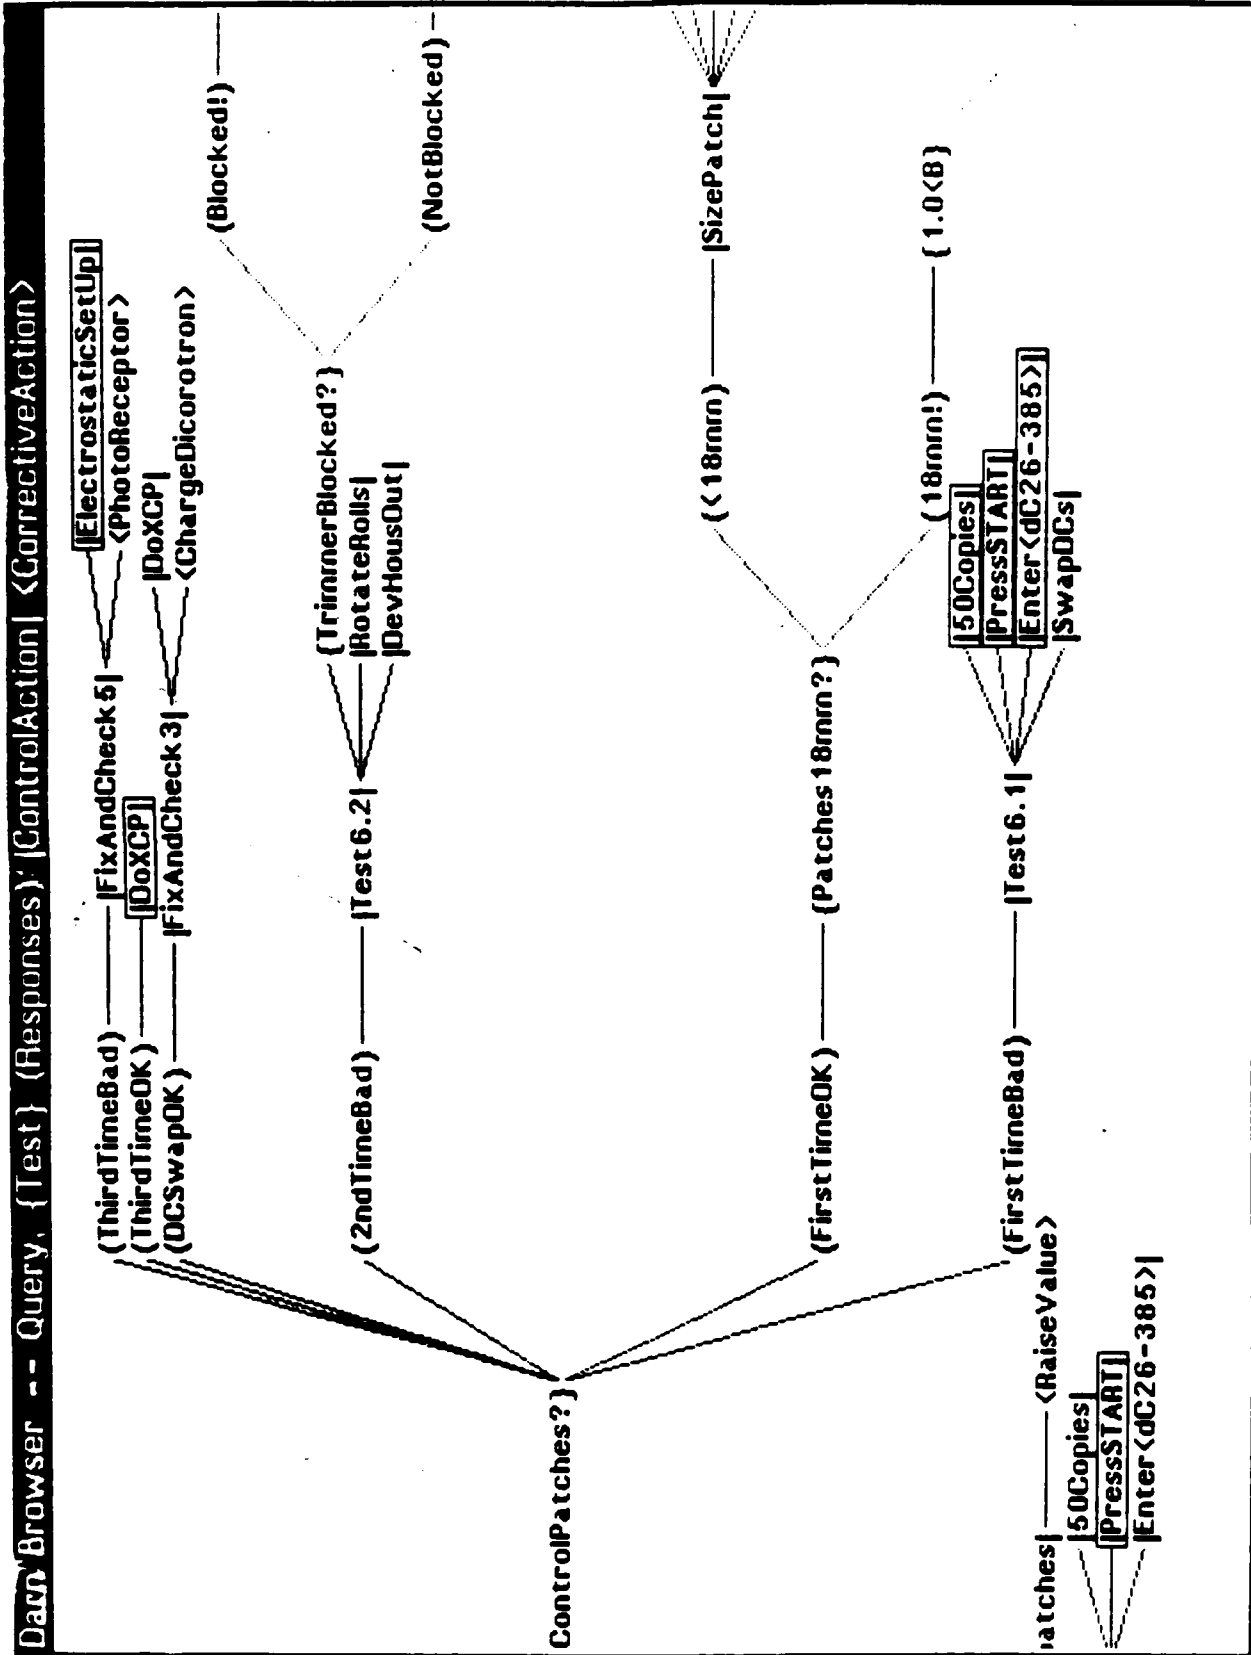 Darn Browser -- Query, {Test} (Responses) |ControlAction| <CorrectiveAction>
(ThirdTimeBad) |FixAndCheck5| |ElectrostaticSetUp|
<PhotoReceptor>
(ThirdTimeOK) |DoXCP|
(DCSwapOK) |FixAndCheck3| |DoXCP|
<ChargeDicorotron>
(Blocked!)
{TrimmerBlocked?}
(2ndTimeBad) |Test6.2| |RotateRolls|
|DevHousOut|
(NotBlocked)
ControlPatches?}
(<18mm) |SizePatch|
(FirstTimeOK) {Patches18mm?}
(18mm!) {1.0<B}
|50Copies|
|PressSTART|
(FirstTimeBad) |Test6.1| |Enter<dC26-385>|
|SwapDCs|
atches| <RaiseValue>
|50Copies|
|PressSTART|
|Enter<dC26-385>|